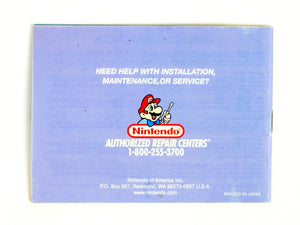 NEED HELP WITH INSTALLATION,
MAINTENANCE, OR SERVICE?
Nintendo
AUTHORIZED REPAIR CENTERS™
1-800-255-3700
Nintendo of America Inc.
P.O. Box 957, Redmond, WA 98073-0957 U.S.A.
www.nintendo.com
PRINTED IN JAPAN